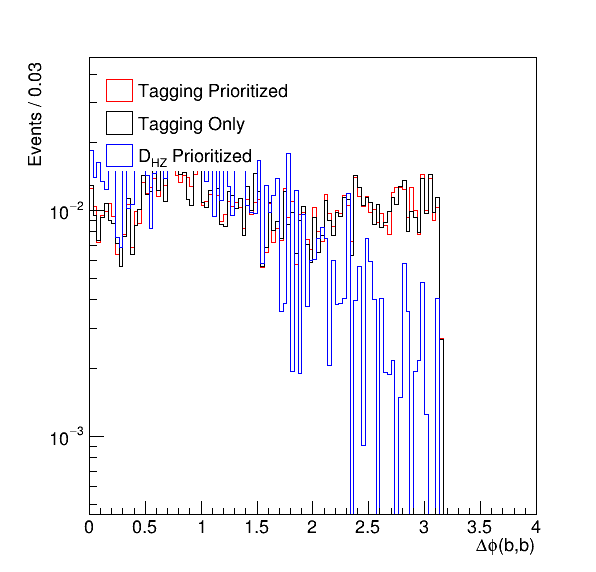 Events / 0.03
Tagging Prioritized
Tagging Only
D_HZ Prioritized
10^−2
10^−3
0 0.5 1 1.5 2 2.5 3 3.5 4
Δϕ(b,b)